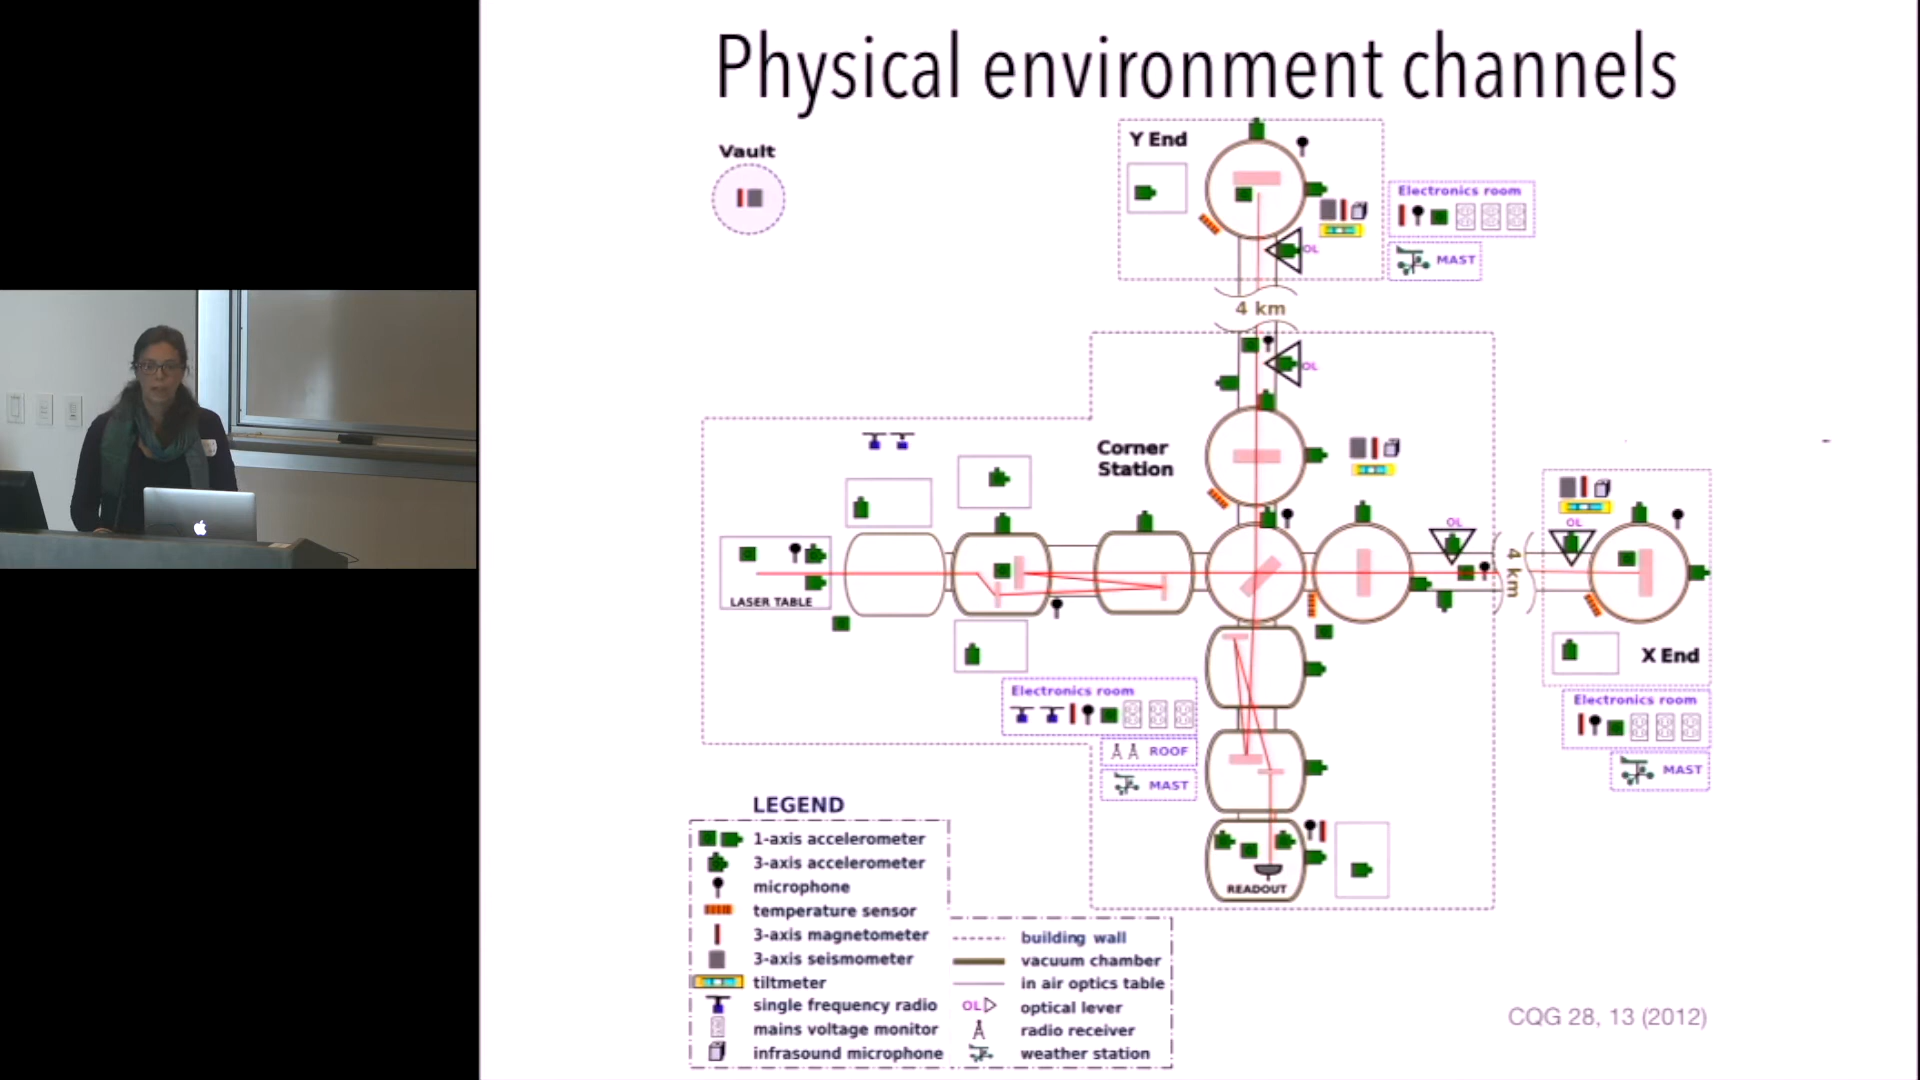 Physical environment channels
Vault
Y End
Electronics room
MAST
OL
4 km
OL
Corner
Station
OL
OL
4 km
LASER TABLE
X End
Electronics room
Electronics room
ROOF
MAST
MAST
READOUT
LEGEND
1-axis accelerometer
3-axis accelerometer
microphone
temperature sensor
3-axis magnetometer
3-axis seismometer
tiltmeter
single frequency radio
mains voltage monitor
infrasound microphone
building wall
vacuum chamber
in air optics table
OL optical lever
radio receiver
weather station
CQG 28, 13 (2012)